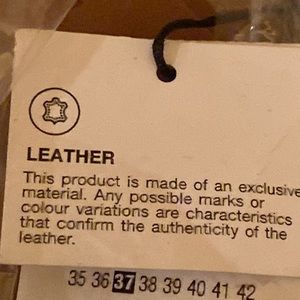 LEATHER
This product is made of an exclusive
material. Any possible marks or
colour variations are characteristics
that confirm the authenticity of the
leather.
35 36 37 38 39 40 41 42